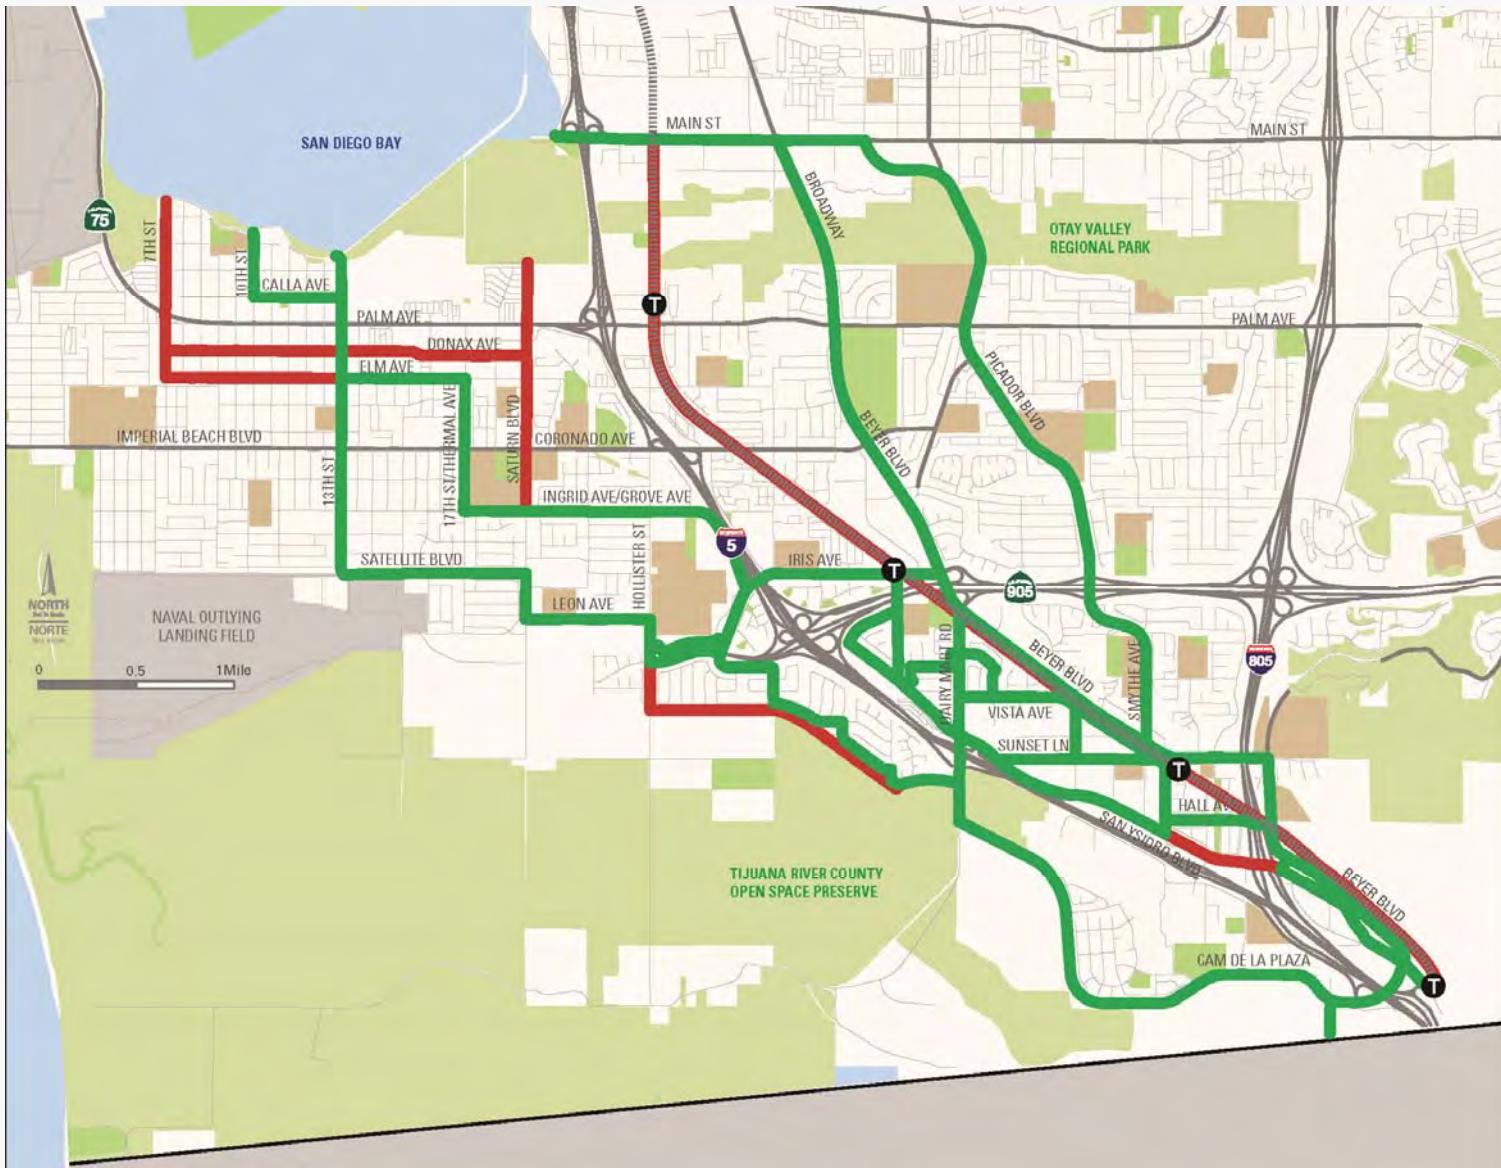 MAIN ST
MAIN ST
SAN DIEGO BAY
75
7TH ST
10TH ST
CALLA AVE
BROADWAY
OTAY VALLEY
REGIONAL PARK
T
PALM AVE
PALM AVE
DONAX AVE
ELM AVE
PICADOR BLVD
BEYER BLVD
IMPERIAL BEACH BLVD
17TH ST/THERMAL AVE
SATURN BLVD
CORONADO AVE
13TH ST
INGRID AVE/GROVE AVE
HOLLISTER ST
5
SATELLUTE BLVD
IRIS AVE
T
905
NORTH
NORTE
NAVAL OUTLYING
LANDING FIELD
LEON AVE
0
0.5
1Mile
DAIRY MART RD
BEYER BLVD
SMYTHE AVE
805
VISTA AVE
SUNSET LN
T
HALL AVE
SAN YSIDRO BLVD
BEYER BLVD
TIJUANA RIVER COUNTY
OPEN SPACE PRESERVE
CAM DE LA PLAZA
T